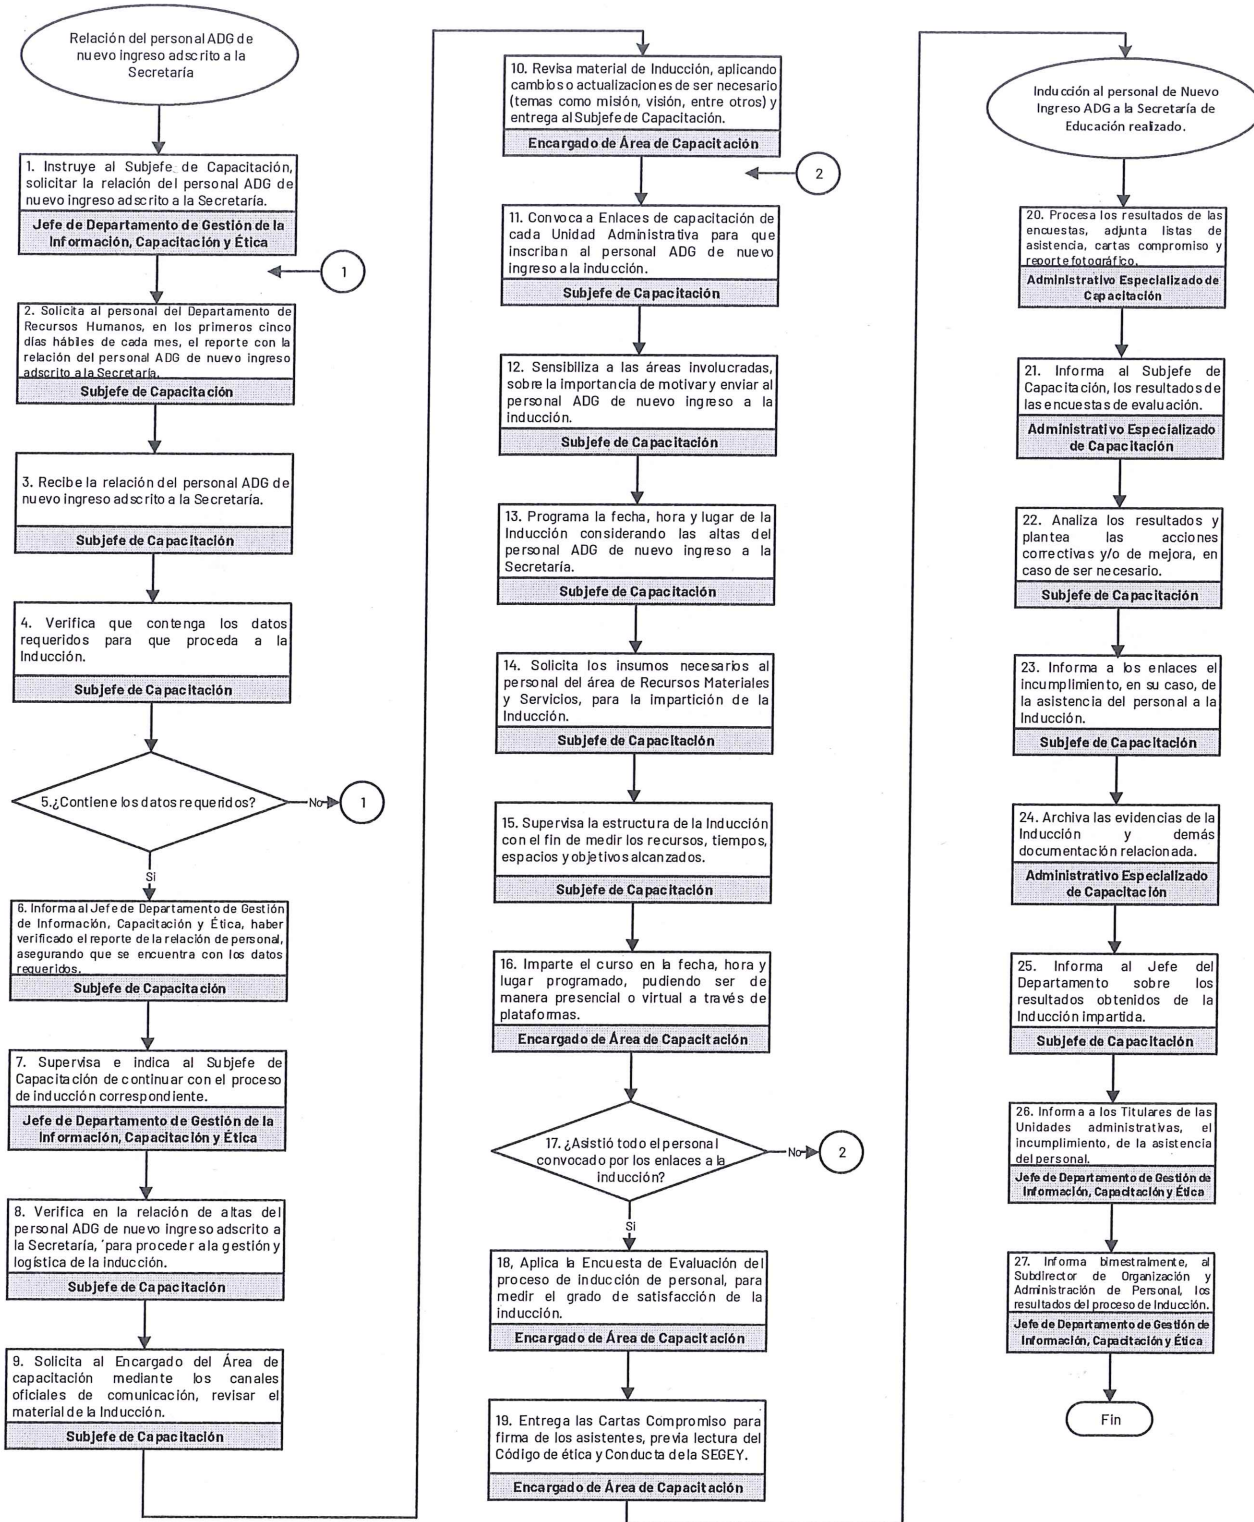 Relación del personal ADG de
nuevo ingreso adscrito a la
Secretaría
1. Instruye al Subjefe de Capacitación,
solicitar la relación del personal ADG de
nuevo ingreso adscrito a la Secretaría.
Jefe de Departamento de Gestión de la
Información, Capacitación y Ética
1
2. Solicita al personal del Departamento de
Recursos Humanos, en los primeros cinco
días hábiles de cada mes, el reporte con la
relación del personal ADG de nuevo ingreso
adscrito a la Secretaría.
Subjefe de Capacitación
3. Recibe la relación del personal ADG de
nuevo ingreso adscrito a la Secretaría.
Subjefe de Capacitación
4. Verifica que contenga los datos
requeridos para que proceda a la
Inducción.
Subjefe de Capacitación
5.¿Contiene los datos requeridos?
No
1
Si
6. Informa al Jefe de Departamento de Gestión
de Información, Capacitación y Ética, haber
verificado el reporte de la relación de personal,
asegurando que se encuentra con los datos
requeridos.
Subjefe de Capacitación
7. Supervisa e indica al Subjefe de
Capacitación de continuar con el proceso
de inducción correspondiente.
Jefe de Departamento de Gestión de la
Información, Capacitación y Ética
8. Verifica en la relación de altas del
personal ADG de nuevo ingreso adscrito a
la Secretaría, ´para proceder a la gestión y
logística de la inducción.
Subjefe de Capacitación
9. Solicita al Encargado del Área de
capacitación mediante los canales
oficiales de comunicación, revisar el
material de la Inducción.
Subjefe de Capacitación
10. Revisa material de Inducción, aplicando
cambios o actualizaciones de ser necesario
(temas como misión, visión, entre otros) y
entrega al Subjefe de Capacitación.
Encargado de Área de Capacitación
2
11. Convoca a Enlaces de capacitación de
cada Unidad Administrativa para que
inscriban al personal ADG de nuevo
ingreso a la inducción.
Subjefe de Capacitación
12. Sensibiliza a las áreas involucradas,
sobre la importancia de motivar y enviar al
personal ADG de nuevo ingreso a la
inducción.
Subjefe de Capacitación
13. Programa la fecha, hora y lugar de la
Inducción considerando las altas del
personal ADG de nuevo ingreso a la
Secretaría.
Subjefe de Capacitación
14. Solicita los insumos necesarios al
personal del área de Recursos Materiales
y Servicios, para la impartición de la
Inducción.
Subjefe de Capacitación
15. Supervisa la estructura de la Inducción
con el fin de medir los recursos, tiempos,
espacios y objetivos alcanzados.
Subjefe de Capacitación
16. Imparte el curso en la fecha, hora y
lugar programado, pudiendo ser de
manera presencial o virtual a través de
plataformas.
Encargado de Área de Capacitación
17. ¿Asistió todo el personal
convocado por los enlaces a la
inducción?
No
2
Si
18, Aplica la Encuesta de Evaluación del
proceso de inducción de personal, para
medir el grado de satisfacción de la
inducción.
Encargado de Área de Capacitación
19. Entrega las Cartas Compromiso para
firma de los asistentes, previa lectura del
Código de ética y Conducta de la SEGEY.
Encargado de Área de Capacitación
Inducción al personal de Nuevo
Ingreso ADG a la Secretaría de
Educación realizado.
20. Procesa los resultados de las
encuestas, adjunta listas de
asistencia, cartas compromiso y
reporte fotográfico.
Administrativo Especializado de
Capacitación
21. Informa al Subjefe de
Capacitación, los resultados de
las encuestas de evaluación.
Administrativo Especializado
de Capacitación
22. Analiza los resultados y
plantea las acciones
correctivas y/o de mejora, en
caso de ser necesario.
Subjefe de Capacitación
23. Informa a los enlaces el
incumplimiento, en su caso, de
la asistencia del personal a la
Inducción.
Subjefe de Capacitación
24. Archiva las evidencias de la
Inducción y demás
documentación relacionada.
Administrativo Especializado
de Capacitación
25. Informa al Jefe del
Departamento sobre los
resultados obtenidos de la
Inducción impartida.
Subjefe de Capacitación
26. Informa a los Titulares de las
Unidades administrativas, el
incumplimiento, de la asistencia
del personal.
Jefe de Departamento de Gestión de
Información, Capacitación y Ética
27. Informa bimestralmente, al
Subdirector de Organización y
Administración de Personal, los
resultados del proceso de Inducción.
Jefe de Departamento de Gestión de
Información, Capacitación y Ética
Fin